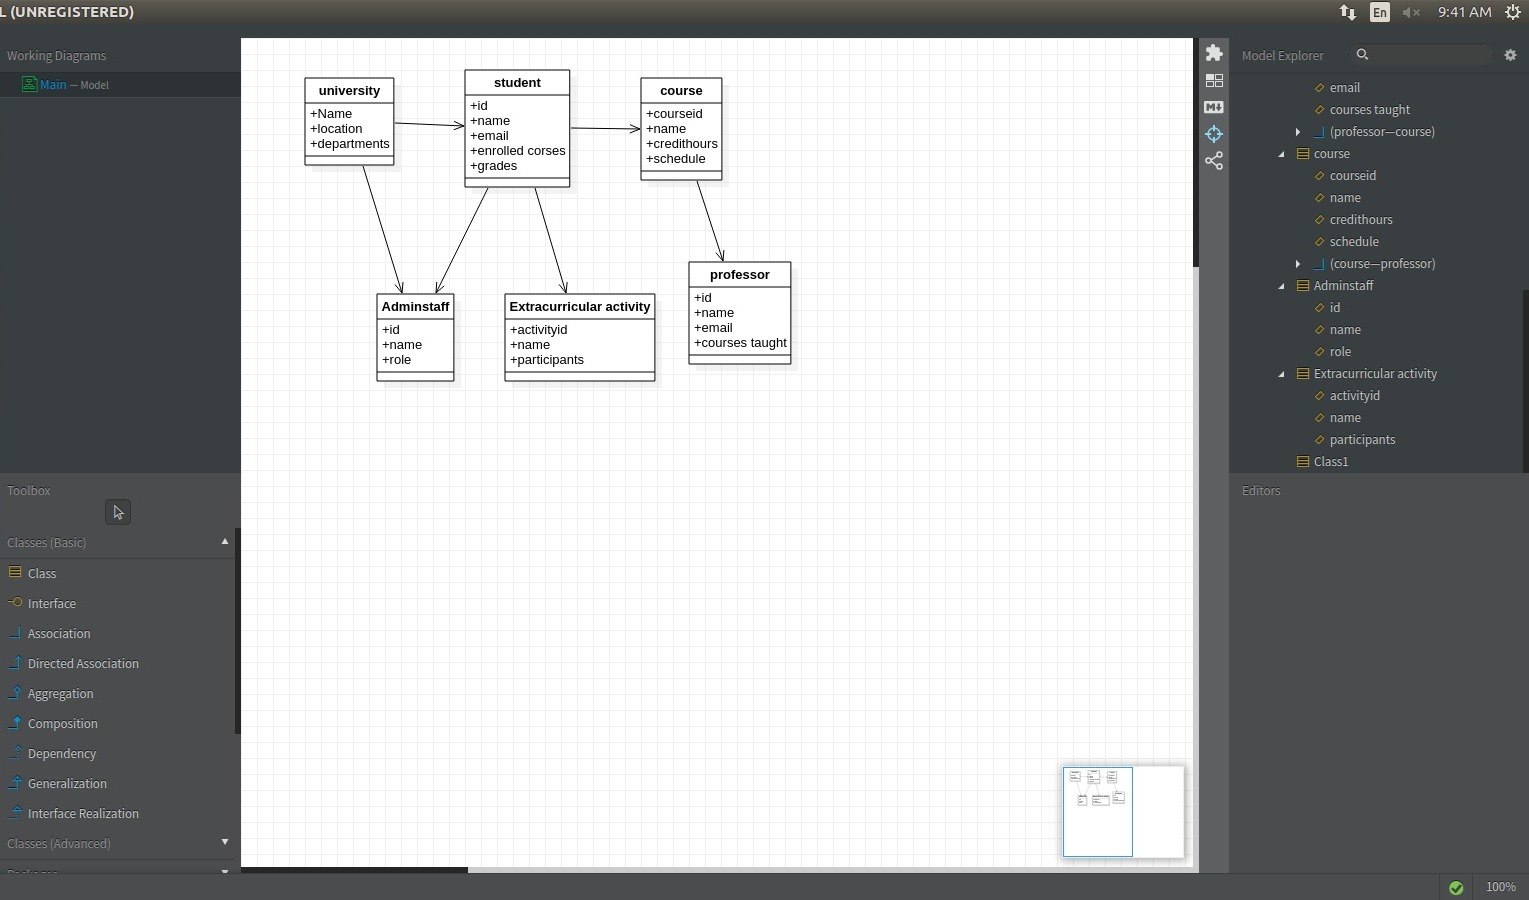 L (UNREGISTERED)
En
9:41 AM
Working Diagrams
Main — Model
university
+Name
+location
+departments
student
+id
+name
+email
+enrolled corses
+grades
course
+courseid
+name
+credithours
+schedule
Adminstaff
+id
+name
+role
Extracurricular activity
+activityid
+name
+participants
professor
+id
+name
+email
+courses taught
M
Model Explorer
email
courses taught
(professor—course)
course
courseid
name
credithours
schedule
(course—professor)
Adminstaff
id
name
role
Extracurricular activity
activityid
name
participants
Class1
Editors
Toolbox
Classes (Basic)
Class
Interface
Association
Directed Association
Aggregation
Composition
Dependency
Generalization
Interface Realization
Classes (Advanced)
100%